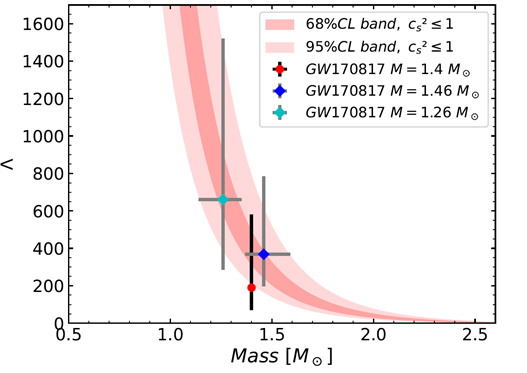 1600
1400
1200
1000
800
600
400
200
0
Λ
0.5
1.0
1.5
2.0
2.5
Mass [M⊙]
68%CL band, cₛ² ≤ 1
95%CL band, cₛ² ≤ 1
GW170817 M = 1.4 M⊙
GW170817 M = 1.46 M⊙
GW170817 M = 1.26 M⊙